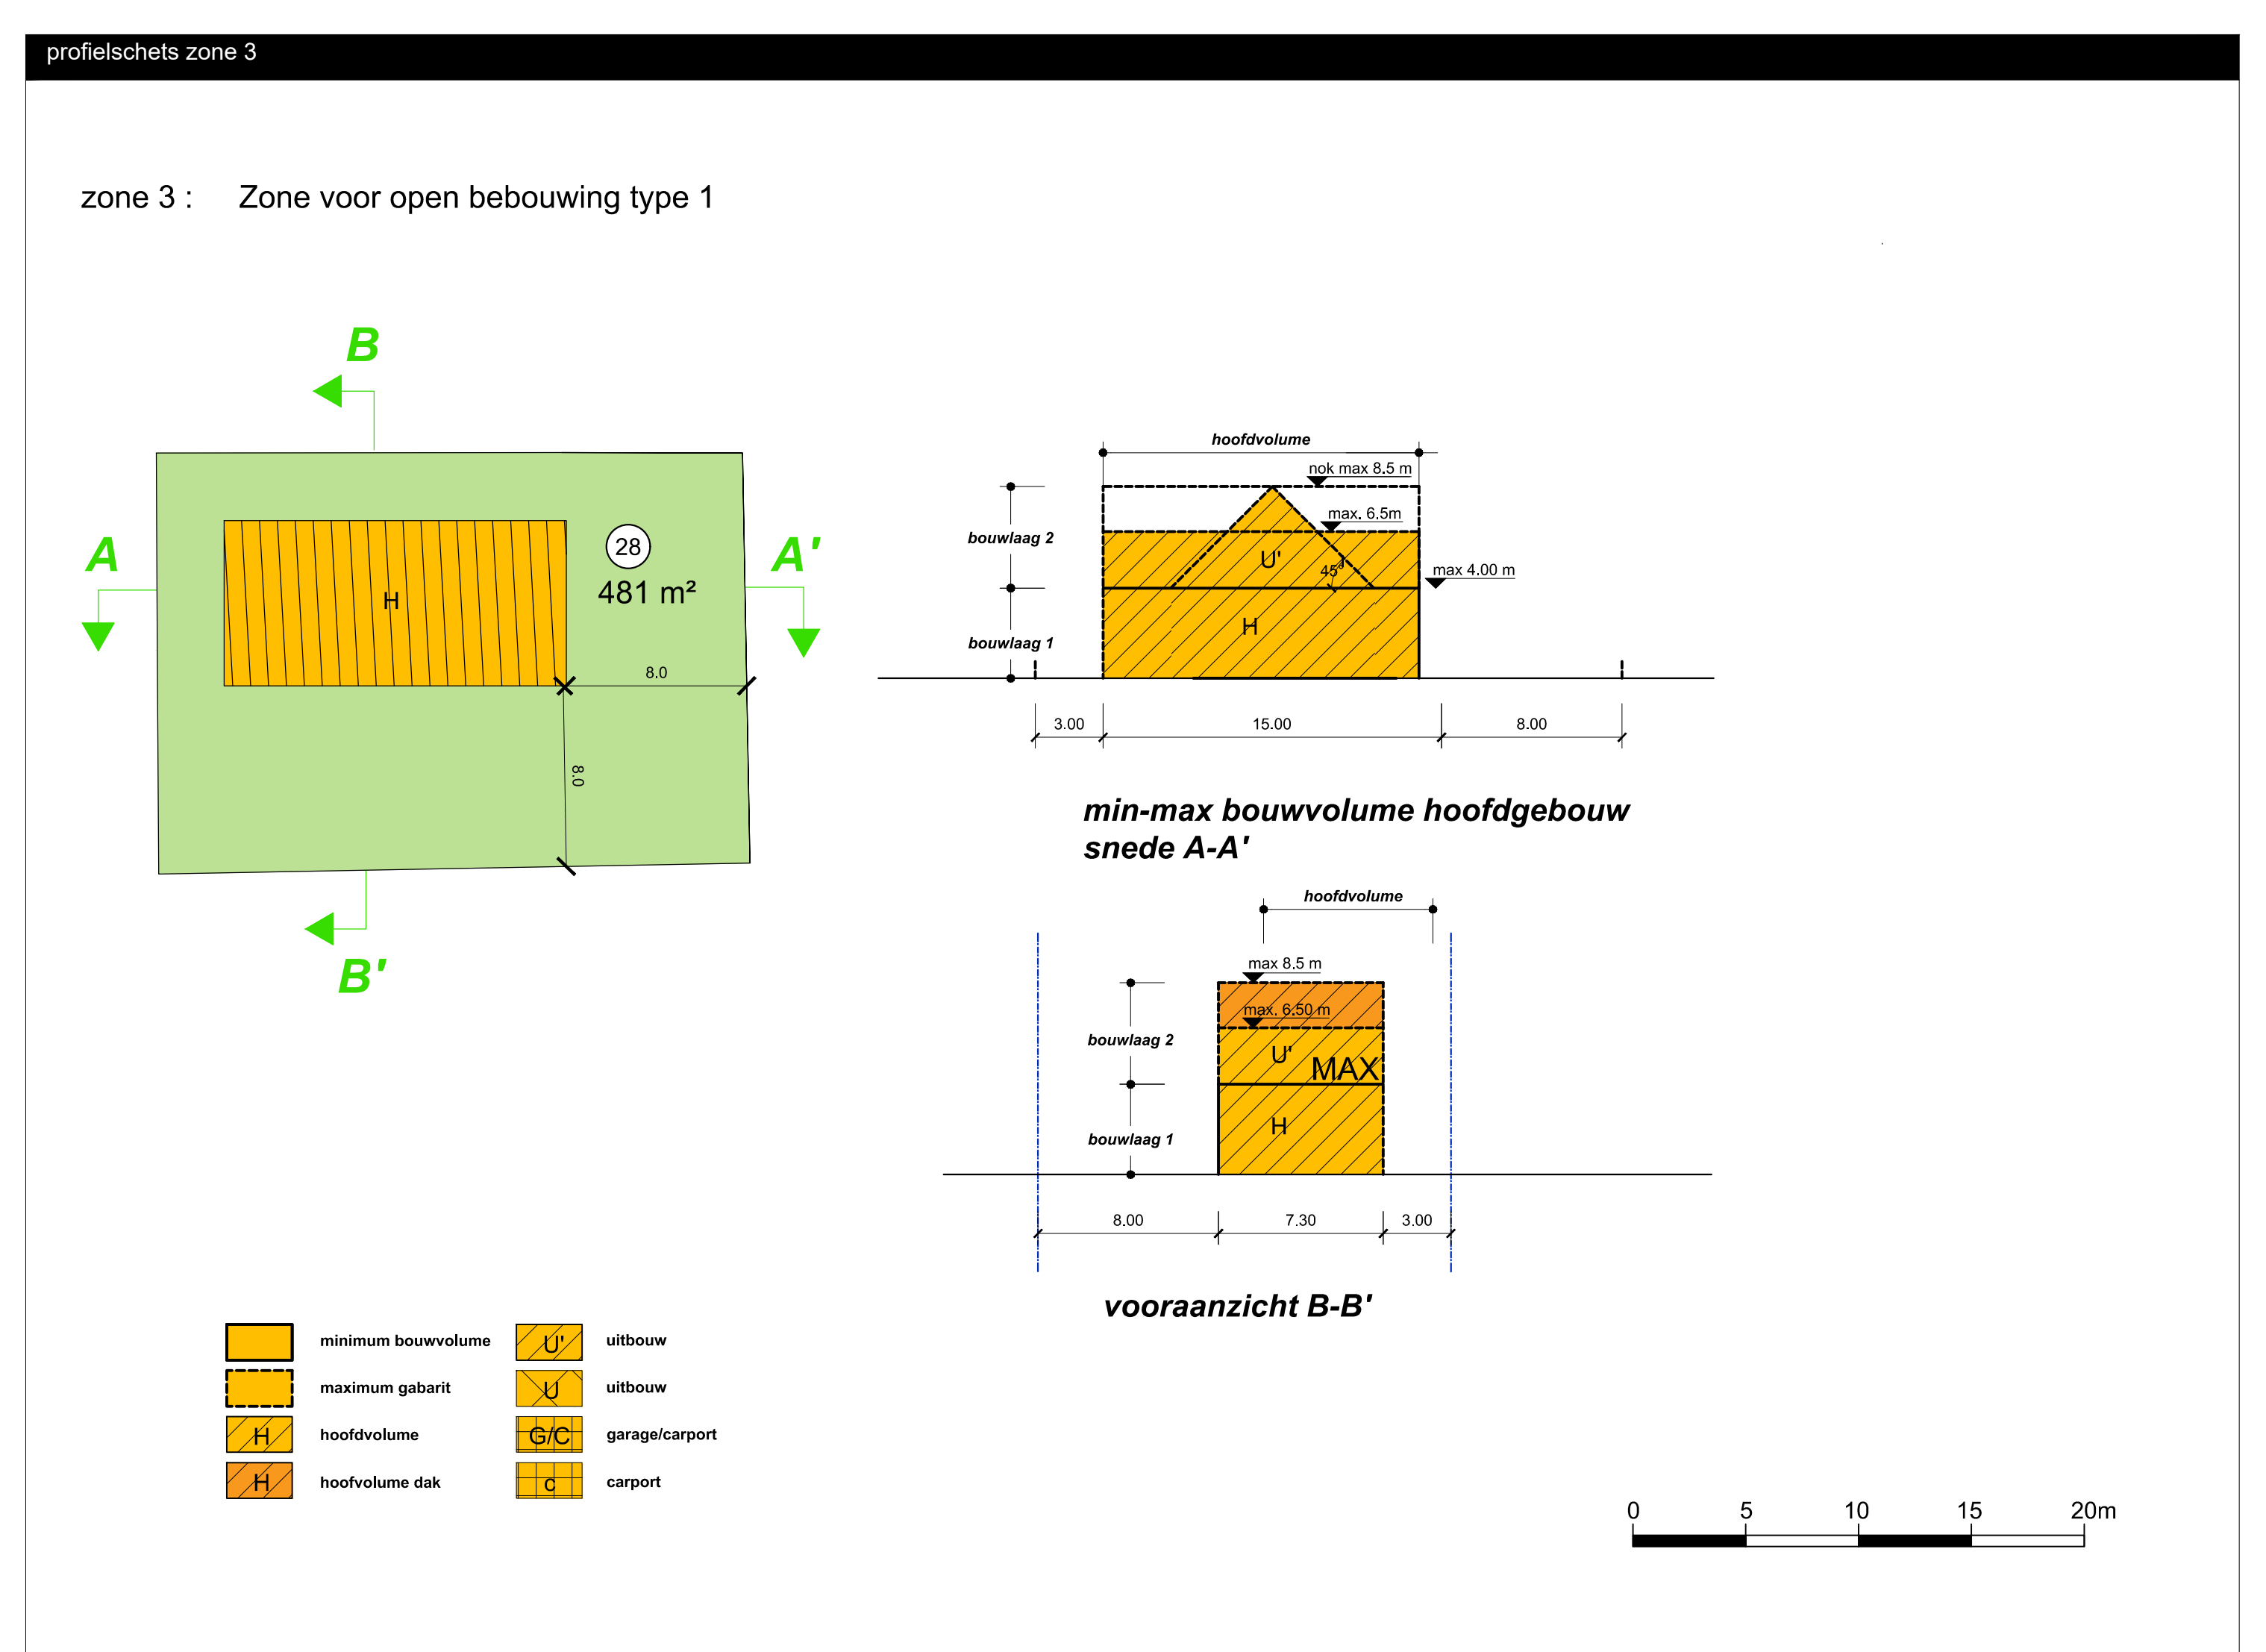 profielschets zone 3
zone 3 : Zone voor open bebouwing type 1
B
A
A'
H
28
481 m²
8.0
8.0
B'
hoofdvolume
nok max 8.5 m
max. 6.5m
bouwlaag 2
U'
45°
max 4.00 m
bouwlaag 1
H
3.00
15.00
8.00
min-max bouwvolume hoofdgebouw
snede A-A'
hoofdvolume
max 8.5 m
max. 6.50 m
bouwlaag 2
U'
MAX
bouwlaag 1
H
8.00
7.30
3.00
vooraanzicht B-B'
minimum bouwvolume
U' uitbouw
maximum gabarit
U uitbouw
H hoofdvolume
G/C garage/carport
H hoofvolume dak
c carport
0 5 10 15 20m